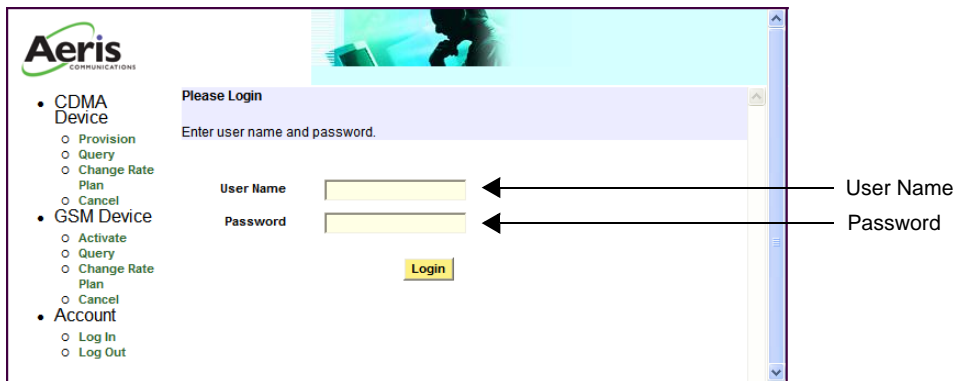 Aeris
COMMUNICATIONS
CDMA
Device
Provision
Query
Change Rate
Plan
Cancel
GSM Device
Activate
Query
Change Rate
Plan
Cancel
Account
Log In
Log Out
Please Login
Enter user name and password.
User Name
Password
Login
User Name
Password